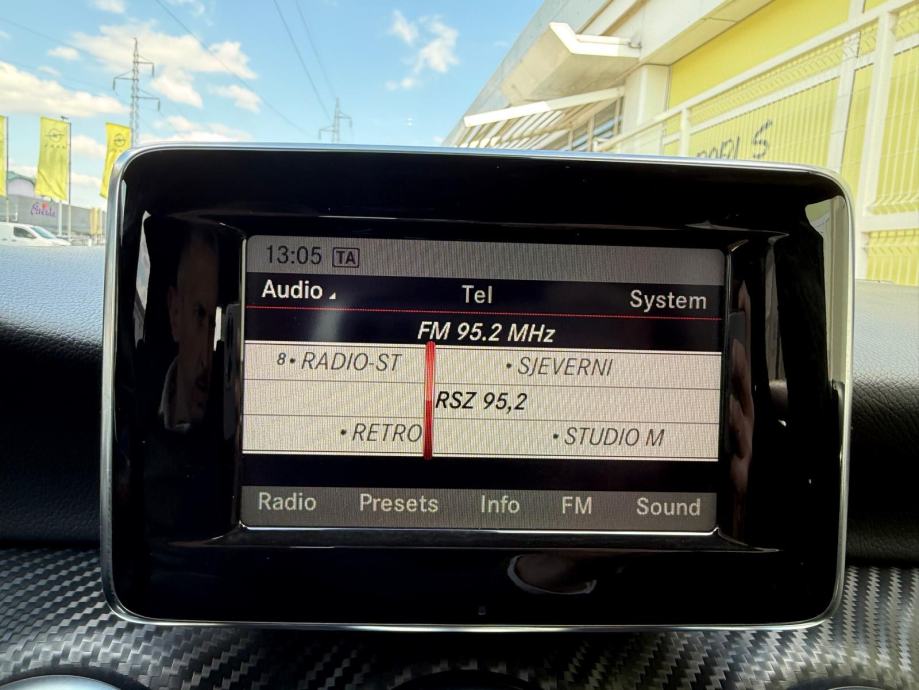 13:05 TA
Audio Tel System
FM 95.2 MHz
8• RADIO-ST • SJEVERNI
RSZ 95,2
• RETRO • STUDIO M
Radio Presets Info FM Sound